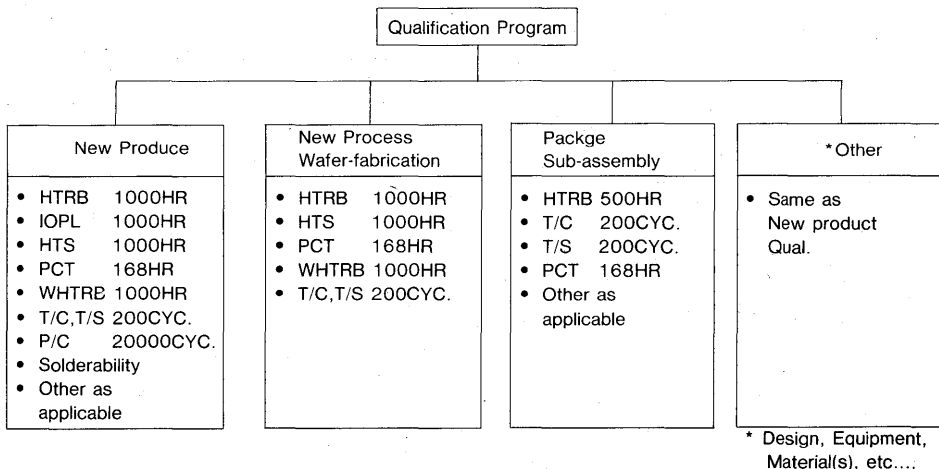 Qualification Program
New Produce
• HTRB 1000HR
• IOPL 1000HR
• HTS 1000HR
• PCT 168HR
• WHTRB 1000HR
• T/C,T/S 200CYC.
• P/C 20000CYC.
• Solderability
• Other as
applicable
New Process
Wafer-fabrication
• HTRB 1000HR
• HTS 1000HR
• PCT 168HR
• WHTRB 1000HR
• T/C,T/S 200CYC.
Packge
Sub-assembly
• HTRB 500HR
• T/C 200CYC.
• T/S 200CYC.
• PCT 168HR
• Other as
applicable
*Other
• Same as
New product
Qual.
* Design, Equipment,
Material(s), etc....